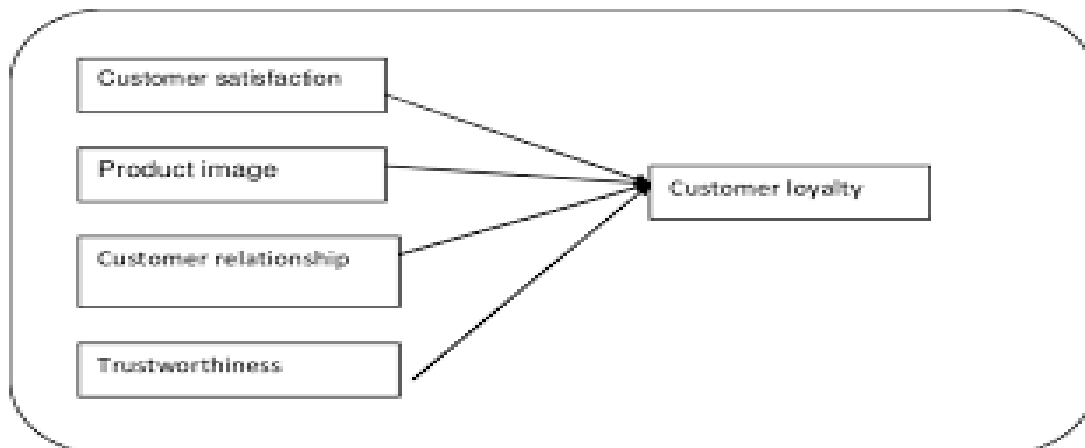 Customer satisfaction
Product image
Customer loyalty
Customer relationship
Trustworthiness